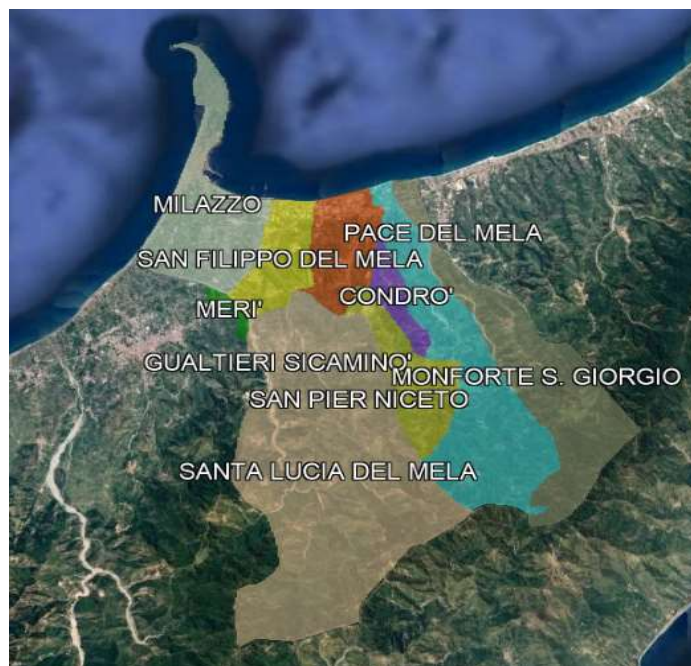 MILAZZO
PACE DEL MELA
SAN FILIPPO DEL MELA
CONDRO'
MERI'
GUALTIERI SICAMINO'
MONFORTE S. GIORGIO
SAN PIER NICETO
SANTA LUCIA DEL MELA